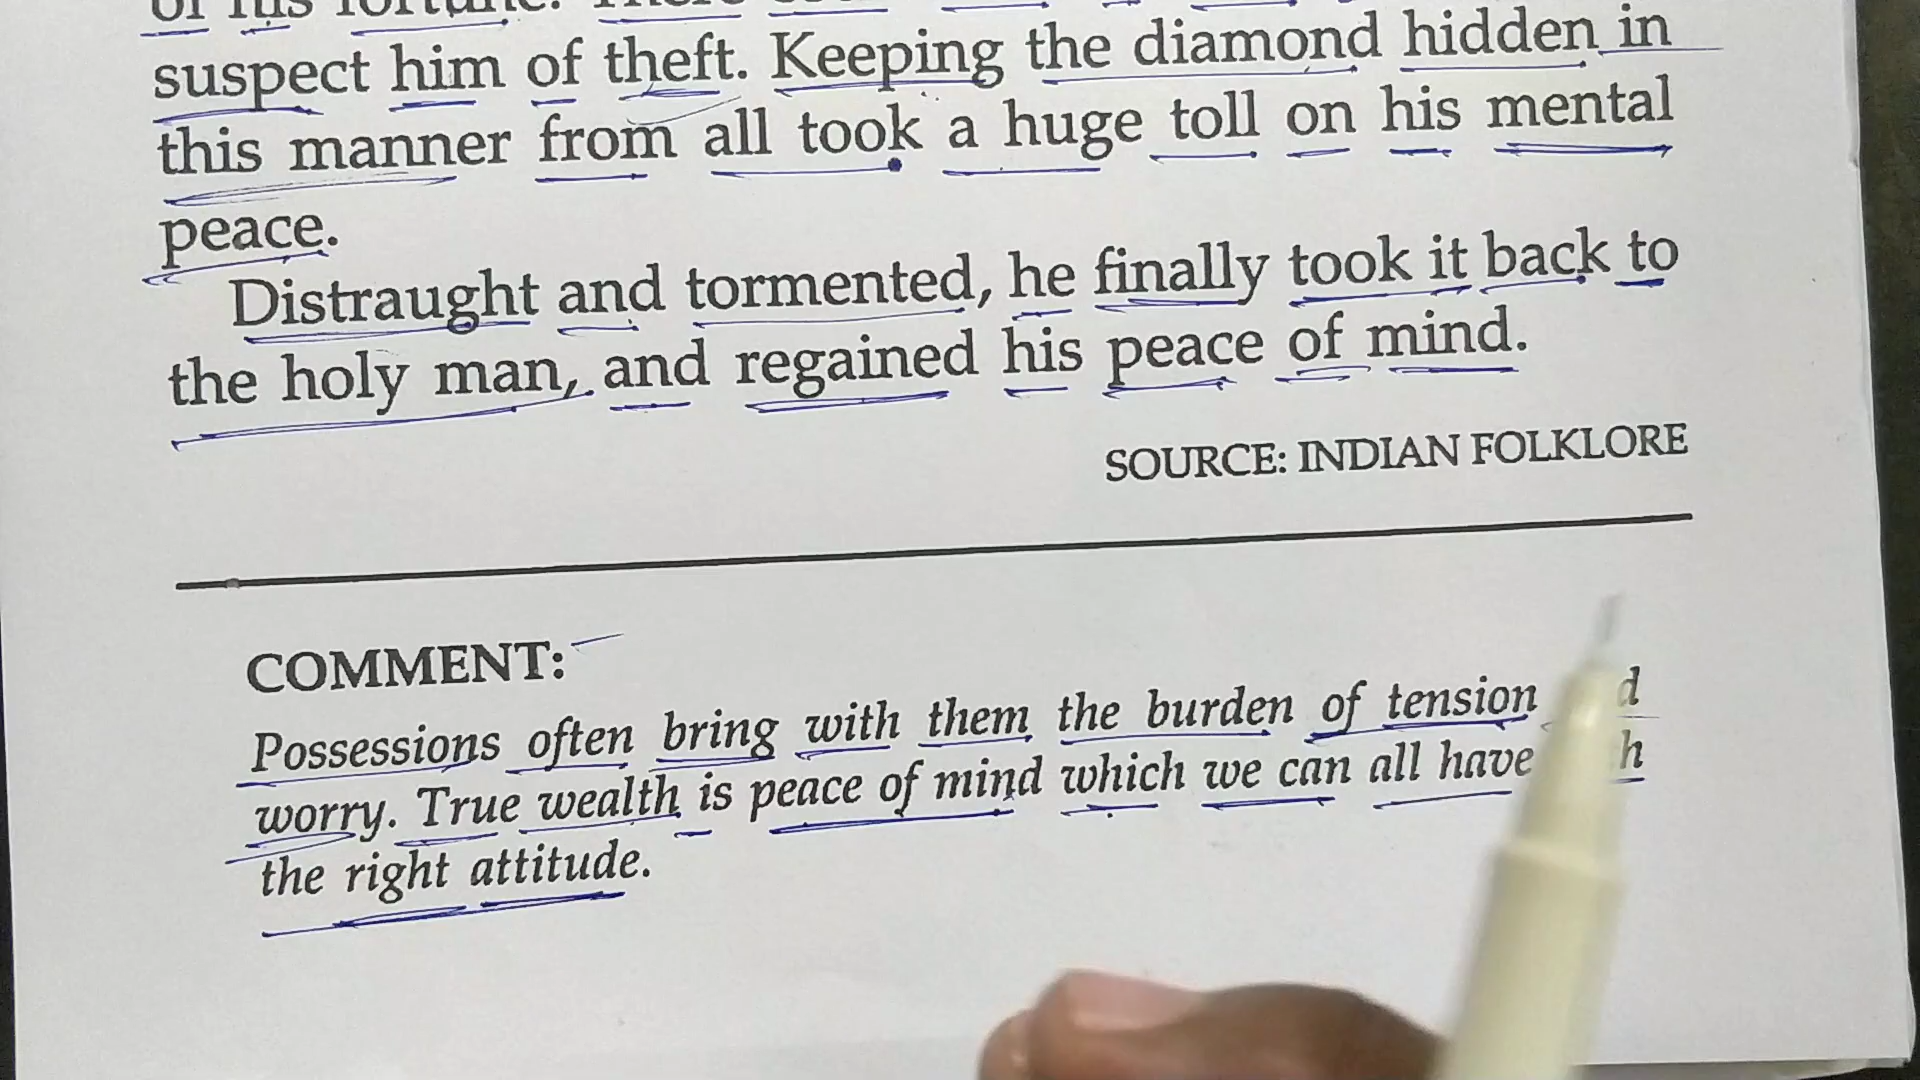 of his fortune.
suspect him of theft. Keeping the diamond hidden in
this manner from all took a huge toll on his mental
peace.
Distraught and tormented, he finally took it back to
the holy man, and regained his peace of mind.
SOURCE: INDIAN FOLKLORE
COMMENT:
Possessions often bring with them the burden of tension
worry. True wealth is peace of mind which we can all have
the right attitude.